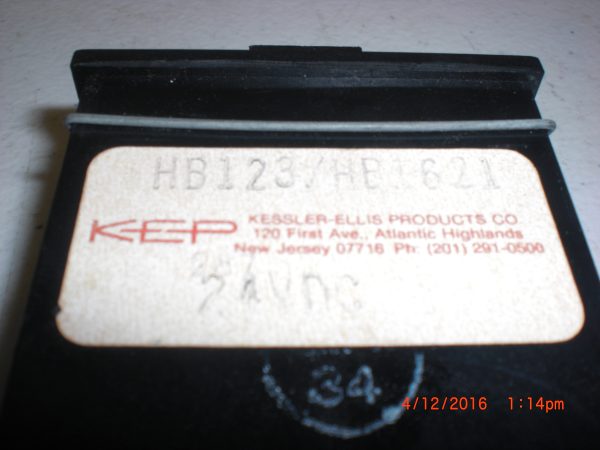 HB123/HB1621
KEP
KESSLER-ELLIS PRODUCTS CO
120 First Ave., Atlantic Highlands
New Jersey 07716 Ph: (201) 291-0500
24VDC
34
4/12/2016 1:14pm